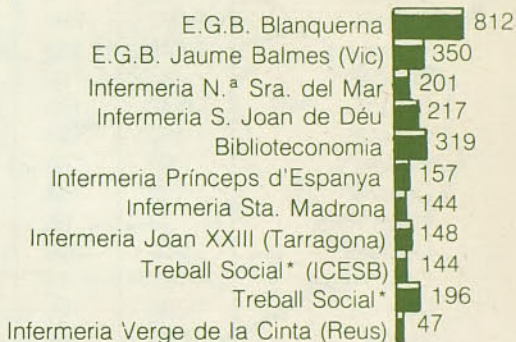 E.G.B. Blanquerna 812
E.G.B. Jaume Balmes (Vic) 350
Infermeria N.ª Sra. del Mar 201
Infermeria S. Joan de Déu 217
Biblioteconomia 319
Infermeria Prínceps d'Espanya 157
Infermeria Sta. Madrona 144
Infermeria Joan XXIII (Tarragona) 148
Treball Social* (ICESB) 144
Treball Social* 196
Infermeria Verge de la Cinta (Reus) 47